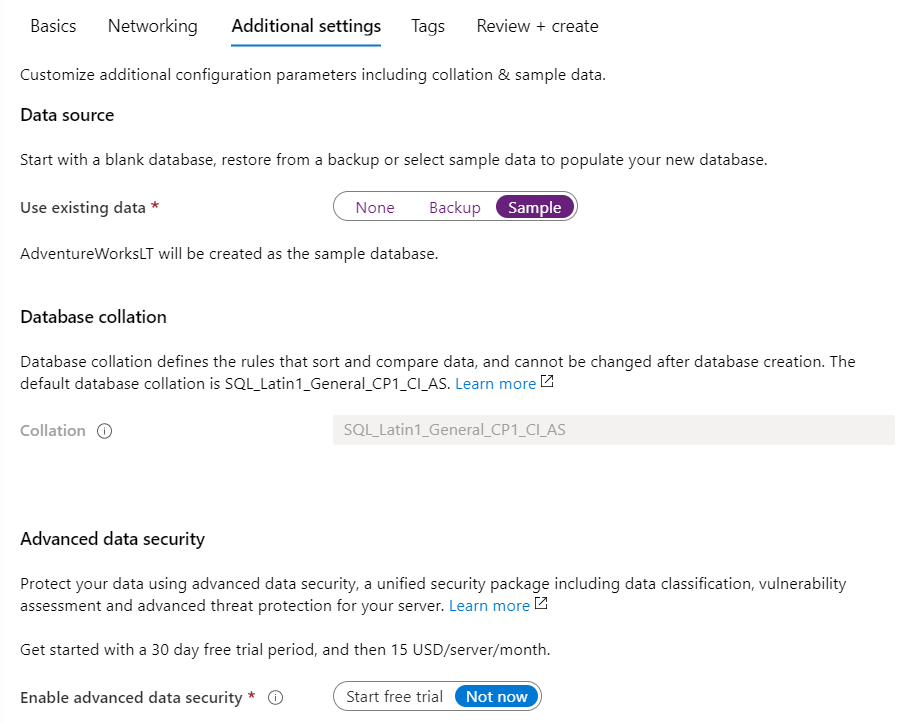 Basics Networking Additional settings Tags Review + create
Customize additional configuration parameters including collation & sample data.
Data source
Start with a blank database, restore from a backup or select sample data to populate your new database.
Use existing data * None Backup Sample
AdventureWorksLT will be created as the sample database.
Database collation
Database collation defines the rules that sort and compare data, and cannot be changed after database creation. The
default database collation is SQL_Latin1_General_CP1_CI_AS. Learn more
Collation SQL_Latin1_General_CP1_CI_AS
Advanced data security
Protect your data using advanced data security, a unified security package including data classification, vulnerability
assessment and advanced threat protection for your server. Learn more
Get started with a 30 day free trial period, and then 15 USD/server/month.
Enable advanced data security * Start free trial Not now